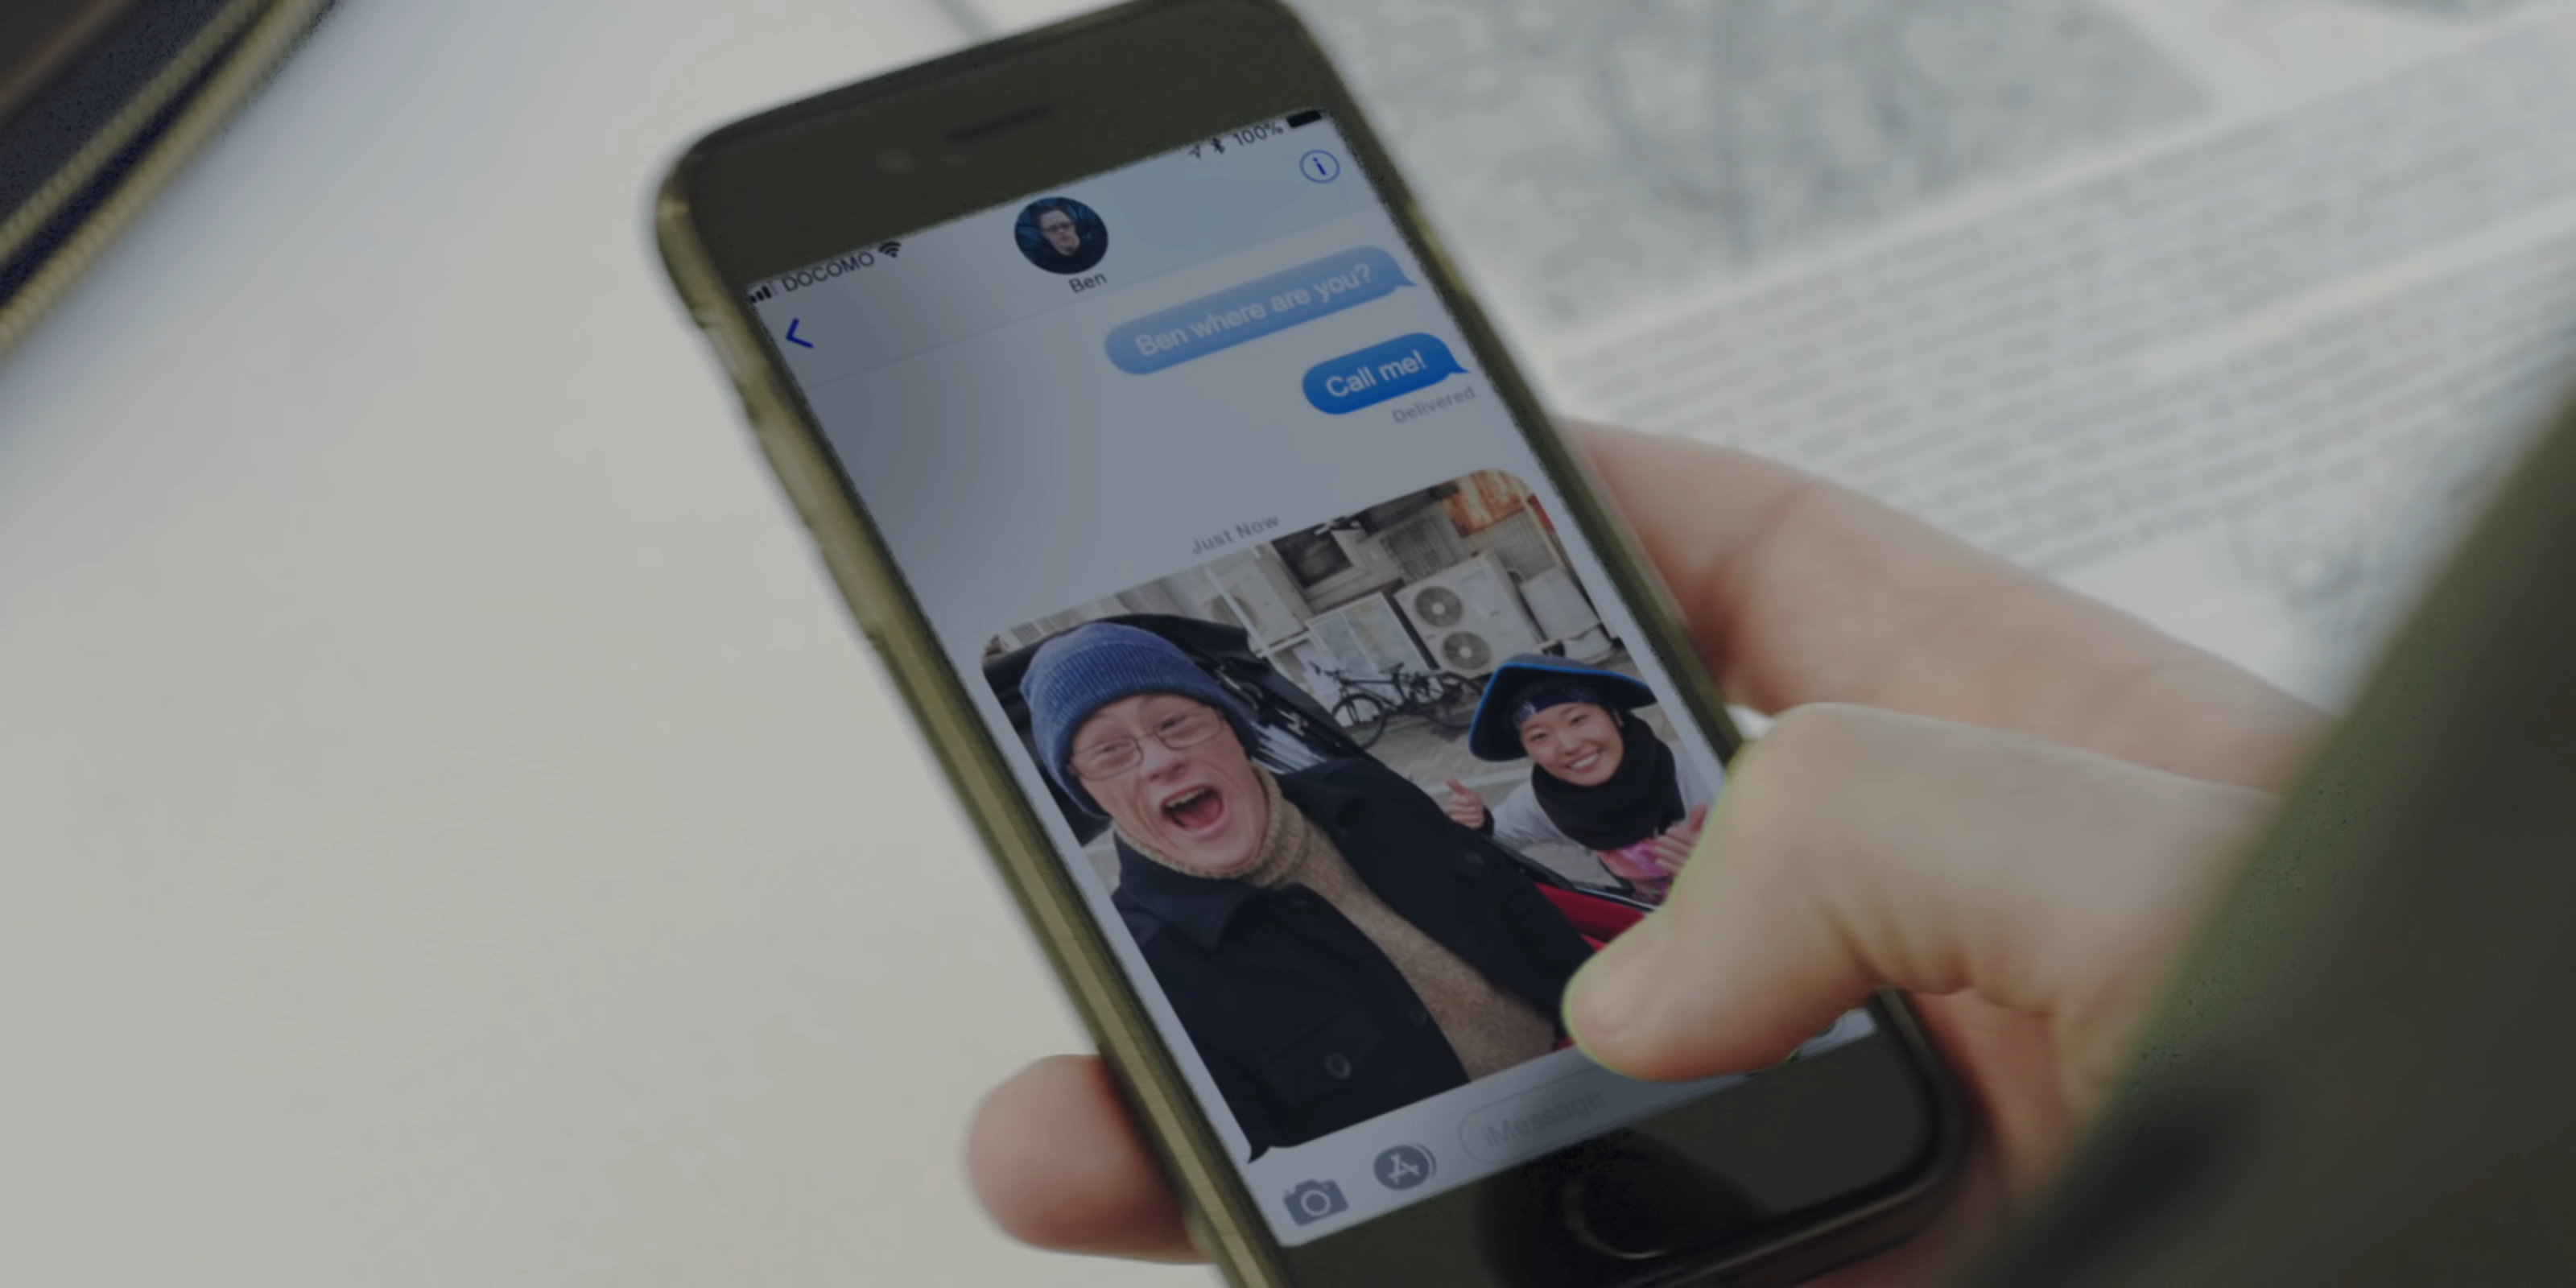 100%
DOCOMO
Ben
Ben where are you?
Call me!
Delivered
Just Now
iMessage